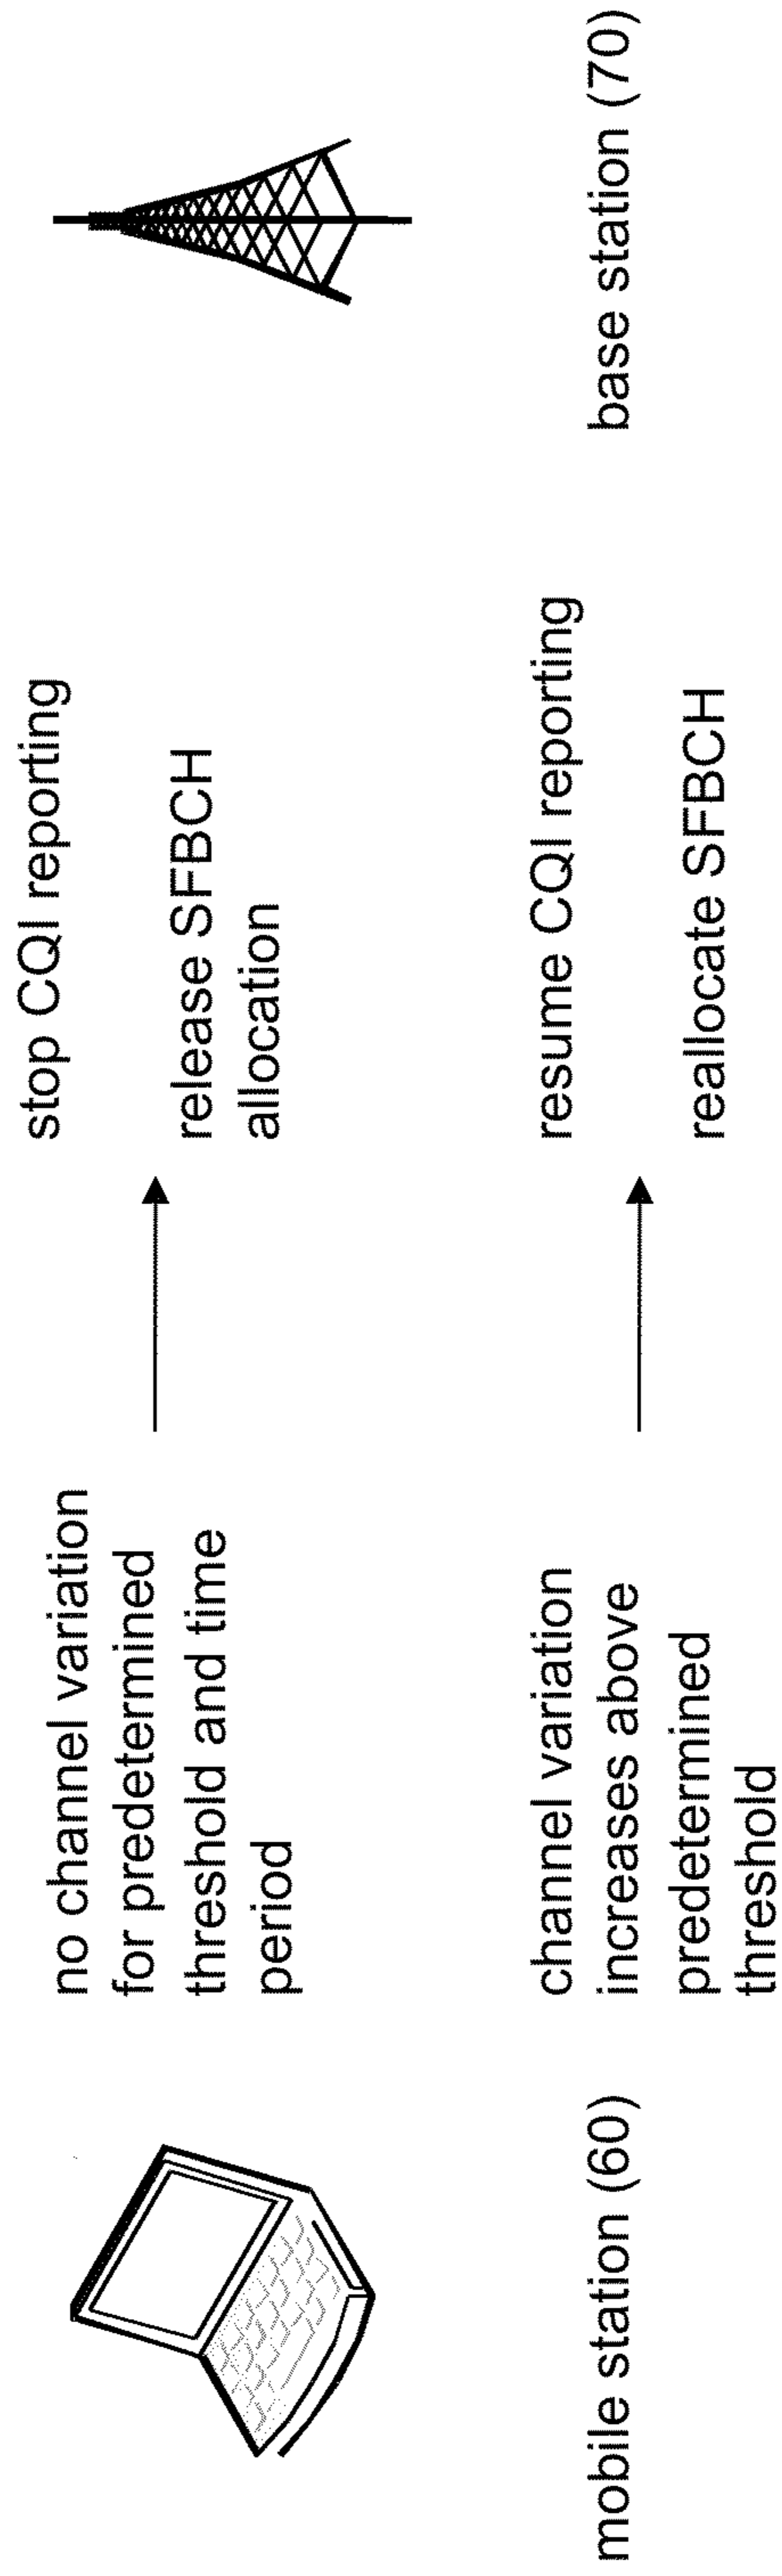 no channel variation
for predetermined
threshold and time
period
stop CQI reporting
release SFBCH
allocation
channel variation
increases above
predetermined
threshold
resume CQI reporting
reallocate SFBCH
mobile station (60)
base station (70)